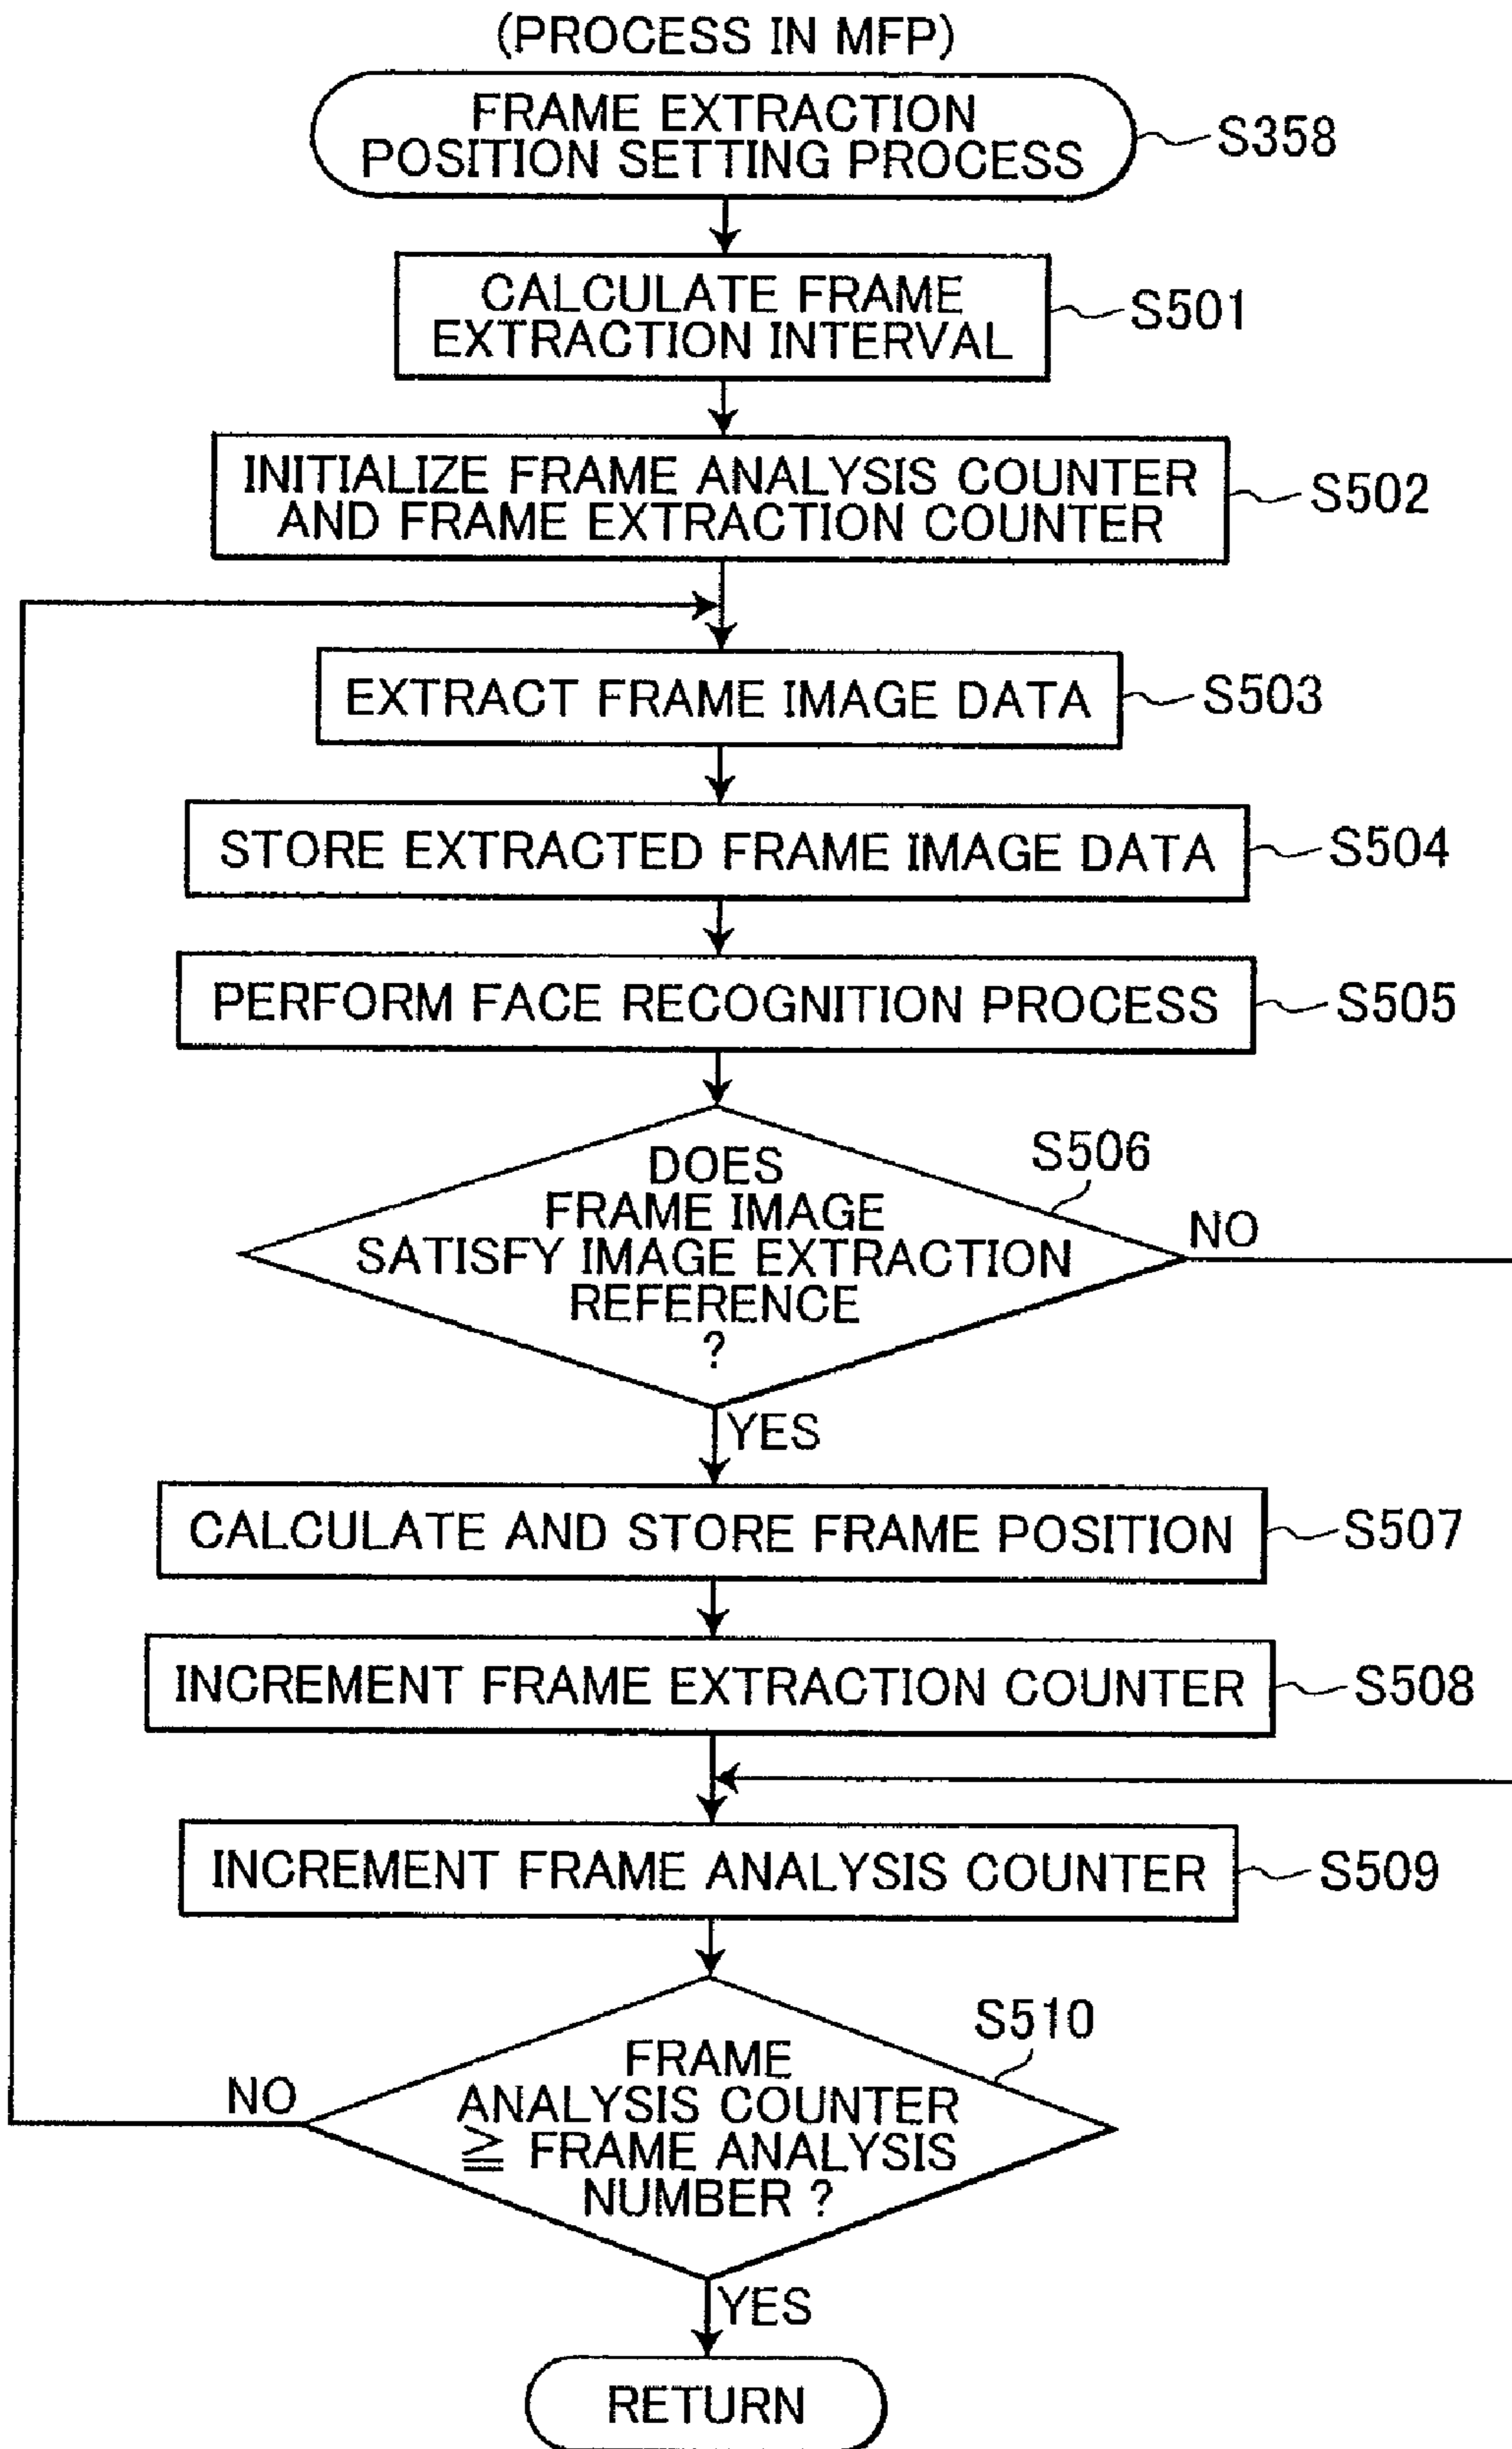 (PROCESS IN MFP)
FRAME EXTRACTION
POSITION SETTING PROCESS
S358
CALCULATE FRAME
EXTRACTION INTERVAL
S501
INITIALIZE FRAME ANALYSIS COUNTER
AND FRAME EXTRACTION COUNTER
S502
EXTRACT FRAME IMAGE DATA
S503
STORE EXTRACTED FRAME IMAGE DATA
S504
PERFORM FACE RECOGNITION PROCESS
S505
DOES
FRAME IMAGE
SATISFY IMAGE EXTRACTION
REFERENCE
?
S506
NO
YES
CALCULATE AND STORE FRAME POSITION
S507
INCREMENT FRAME EXTRACTION COUNTER
S508
INCREMENT FRAME ANALYSIS COUNTER
S509
FRAME
ANALYSIS COUNTER
≧ FRAME ANALYSIS
NUMBER ?
S510
NO
YES
RETURN